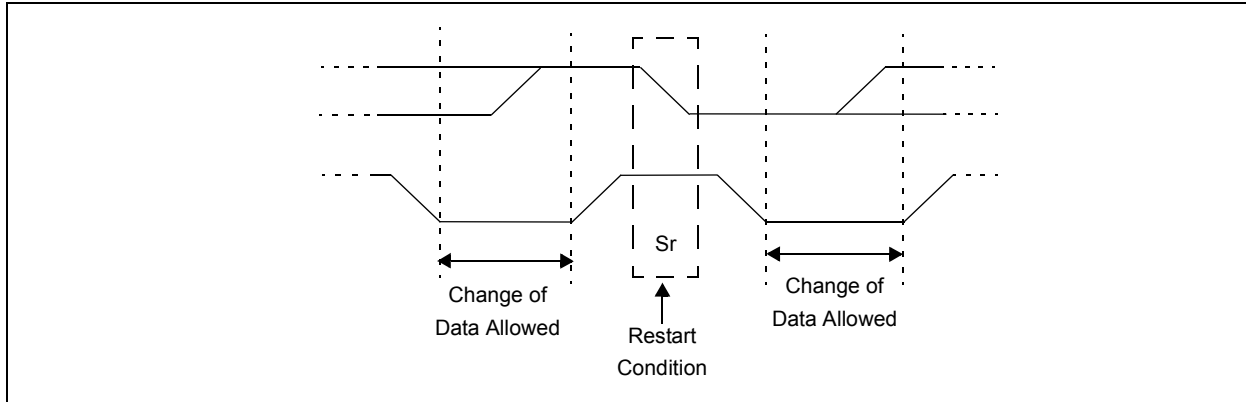 Sr
Change of
Data Allowed
Restart
Condition
Change of
Data Allowed